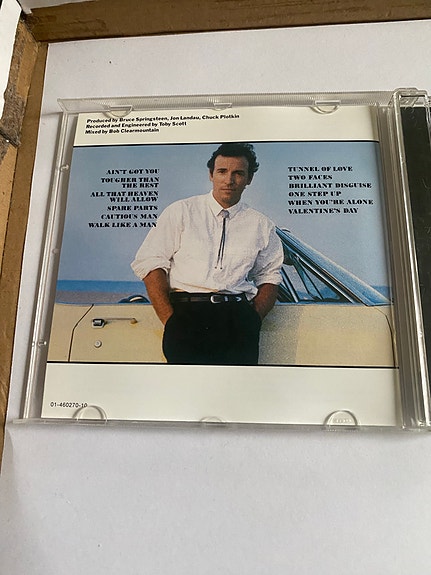 Produced by Bruce Springsteen, Jon Landau, Chuck Plotkin
Recorded and Engineered by Toby Scott
Mixed by Bob Clearmountain
AIN'T GOT YOU
TOUGHER THAN
THE REST
ALL THAT HEAVEN
WILL ALLOW
SPARE PARTS
CAUTIOUS MAN
WALK LIKE A MAN
TUNNEL OF LOVE
TWO FACES
BRILLIANT DISGUISE
ONE STEP UP
WHEN YOU'RE ALONE
VALENTINE'S DAY
01-460270-10